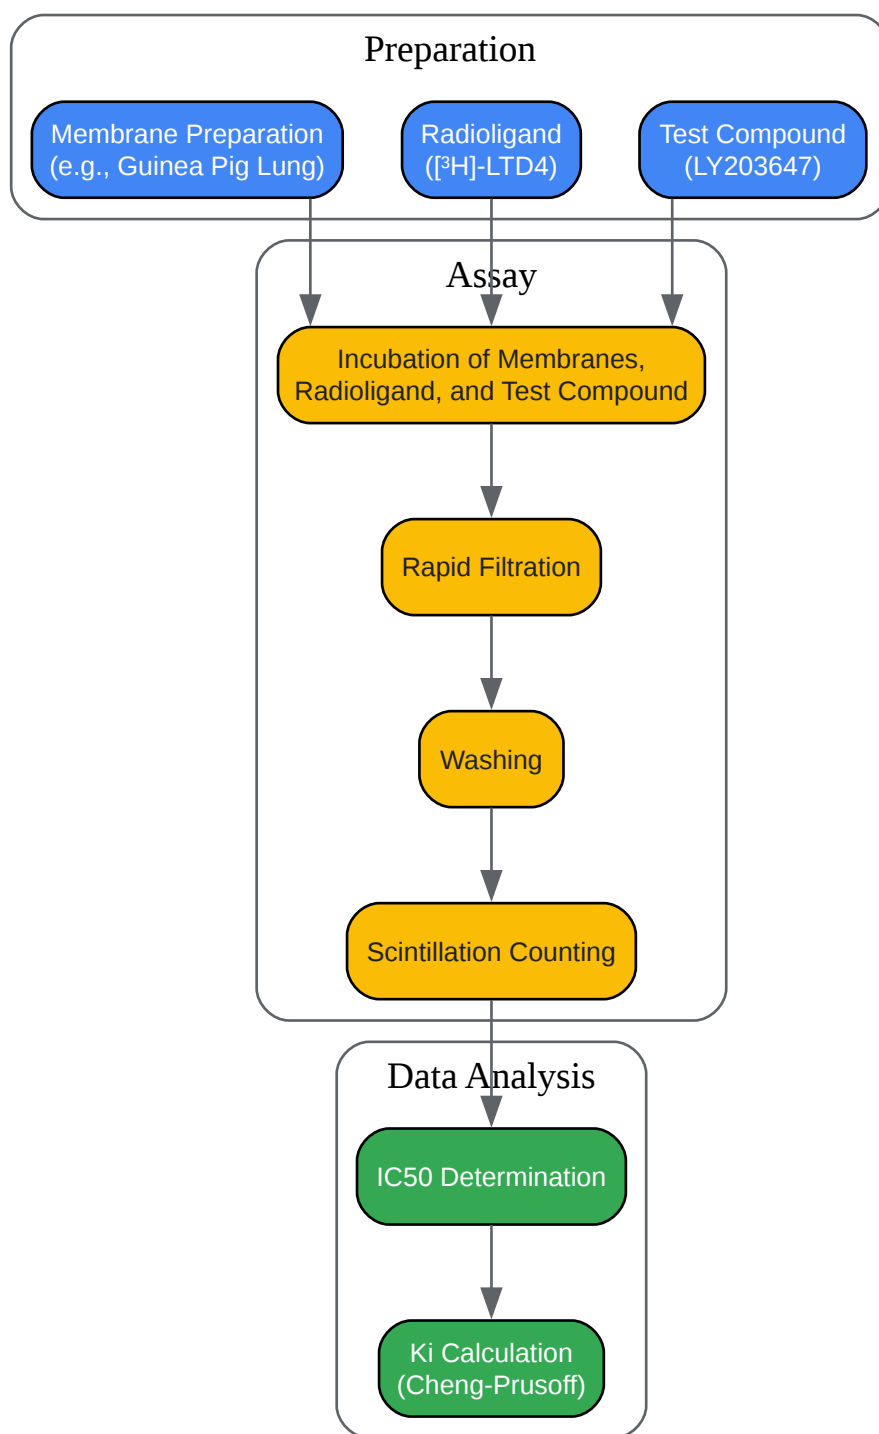 Preparation
Membrane Preparation
(e.g., Guinea Pig Lung)
Radioligand
([³H]-LTD4)
Test Compound
(LY203647)
Assay
Incubation of Membranes,
Radioligand, and Test Compound
Rapid Filtration
Washing
Scintillation Counting
Data Analysis
IC50 Determination
Ki Calculation
(Cheng-Prusoff)